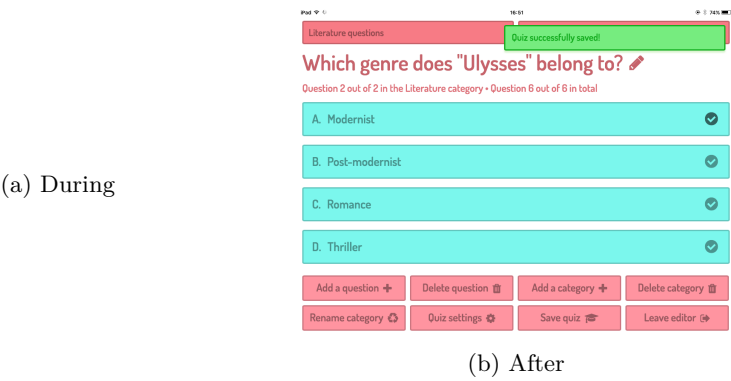 iPad 16:51 74%
Literature questions
Quiz successfully saved!
Which genre does "Ulysses" belong to?
Question 2 out of 2 in the Literature category • Question 6 out of 6 in total
A. Modernist
B. Post-modernist
(a) During
C. Romance
D. Thriller
Add a question Delete question Add a category Delete category
Rename category Quiz settings Save quiz Leave editor
(b) After